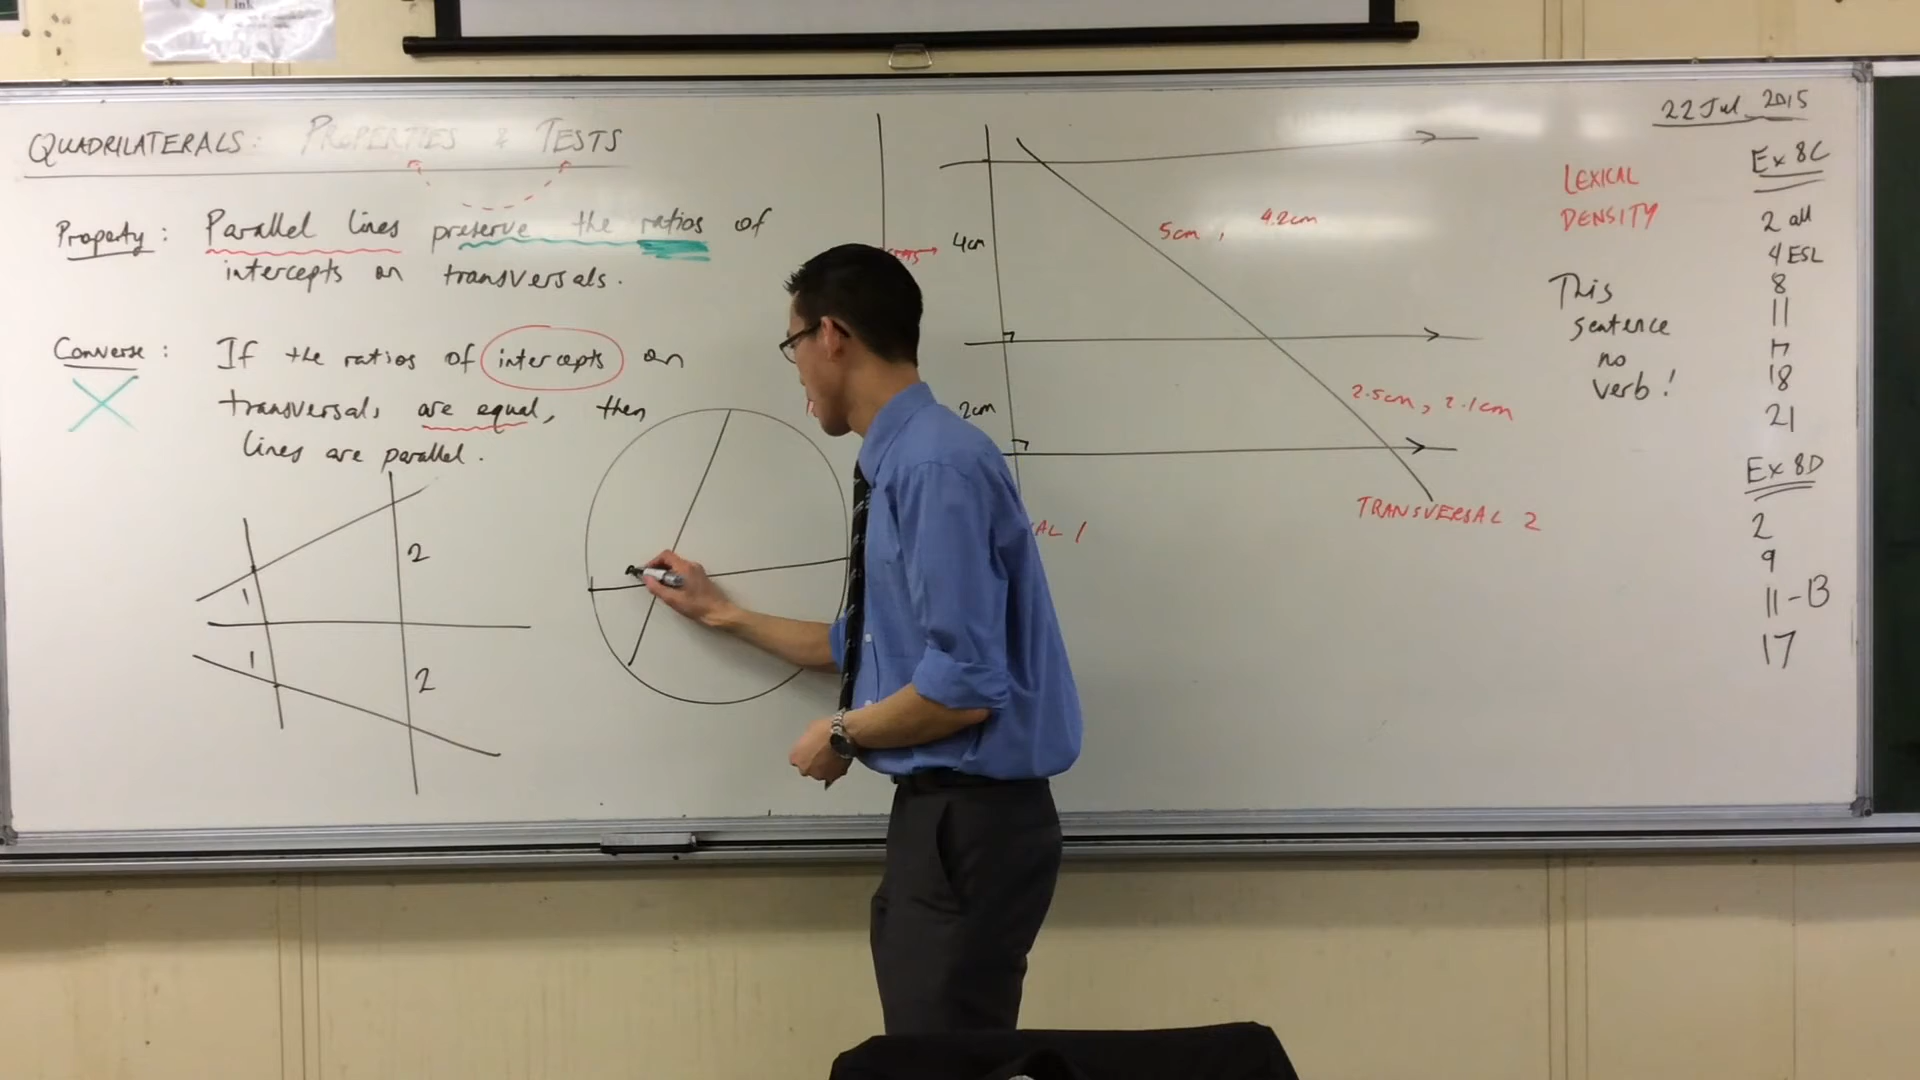 QUADRILATERALS: PROPERTIES & TESTS
Property: Parallel lines preserve the ratios of
intercepts on transversals.
Converse: If the ratios of intercepts on
transversals are equal, then
lines are parallel.
1
2
1
2
4cm
5cm, 4.2cm
2cm
2.5cm, 2.1cm
AL 1
TRANSVERSAL 2
LEXICAL
DENSITY
This
sentence
no
verb!
22 Jul 2015
Ex 8C
2 all
4 ESL
8
11
17
18
21
Ex 8D
2
9
11-13
17